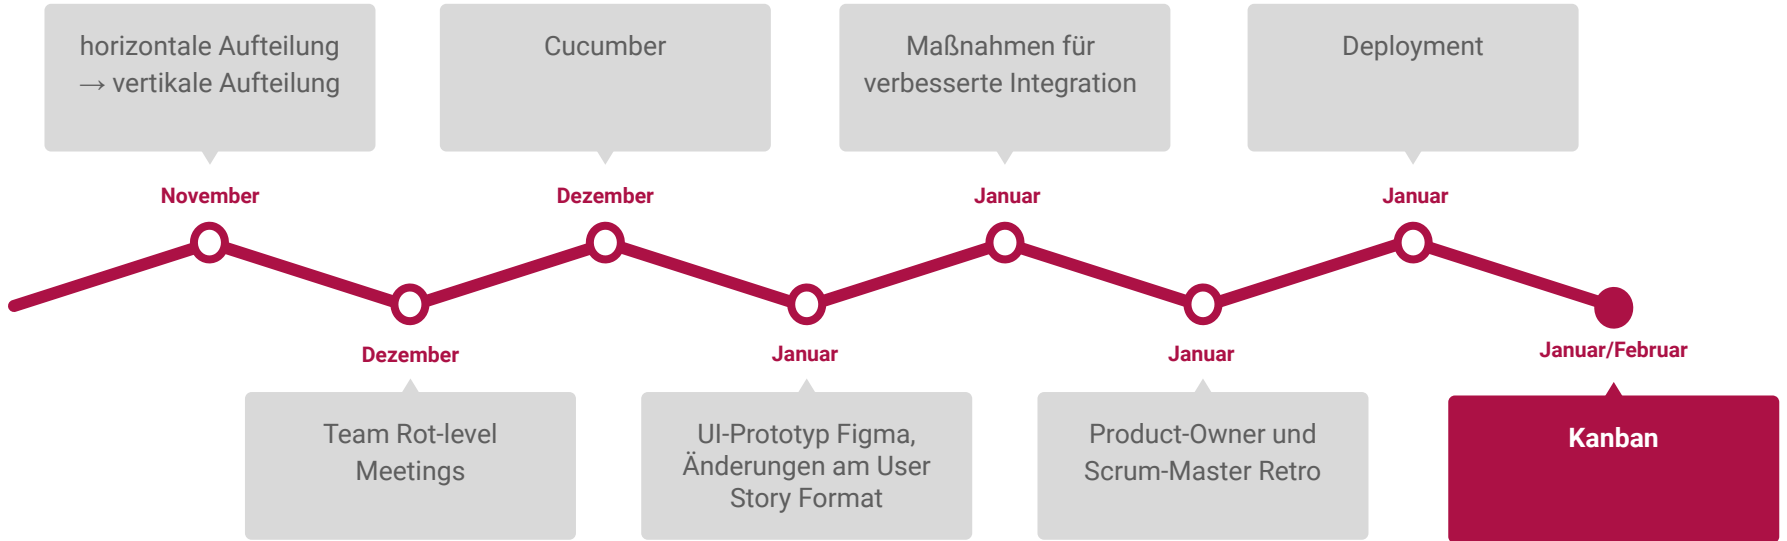 horizontale Aufteilung
→ vertikale Aufteilung
Cucumber
Maßnahmen für
verbesserte Integration
Deployment
November
Dezember
Januar
Januar
Dezember
Januar
Januar
Januar/Februar
Team Rot-level
Meetings
UI-Prototyp Figma,
Änderungen am User
Story Format
Product-Owner und
Scrum-Master Retro
Kanban